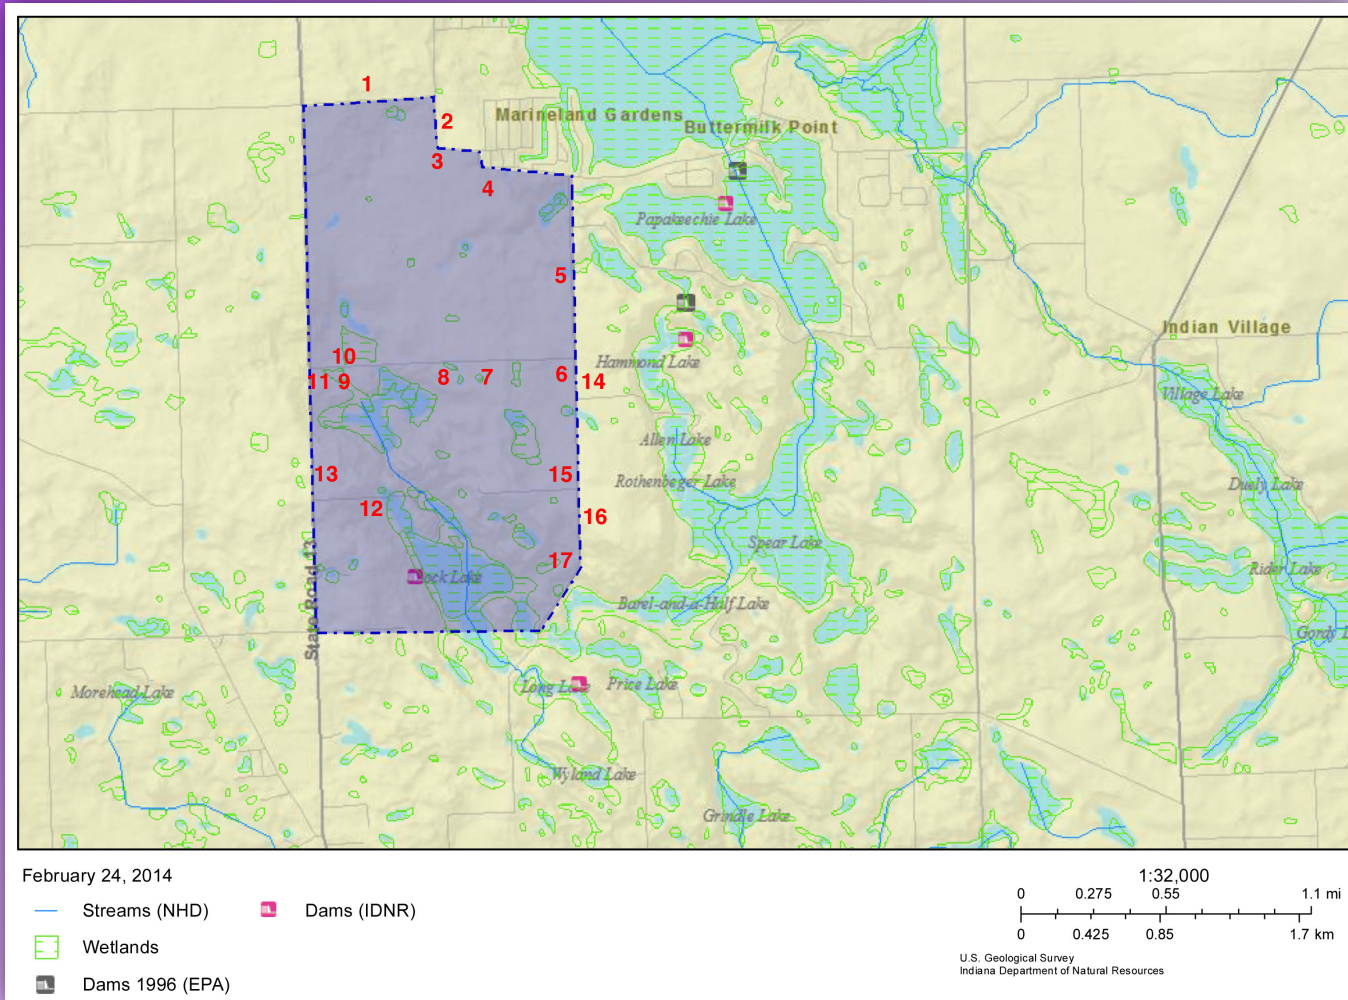 1
2
Marineland Gardens
Buttermilk Point
3
4
Papakeechie Lake
5
Indian Village
10
Hammond Lake
11 9 8 7 6 14
Village Lake
Allen Lake
13 15
Rothenberger Lake
Duely Lake
12
16
Spear Lake
17
Rider Lake
ock Lake
Barel-and-a-Half Lake
State Road 13
Gordy L
Morehead Lake
Long Lake Price Lake
Wyland Lake
Grindle Lake
February 24, 2014
Streams (NHD)
Dams (IDNR)
Wetlands
Dams 1996 (EPA)
1:32,000
0 0.275 0.55 1.1 mi
0 0.425 0.85 1.7 km
U.S. Geological Survey
Indiana Department of Natural Resources